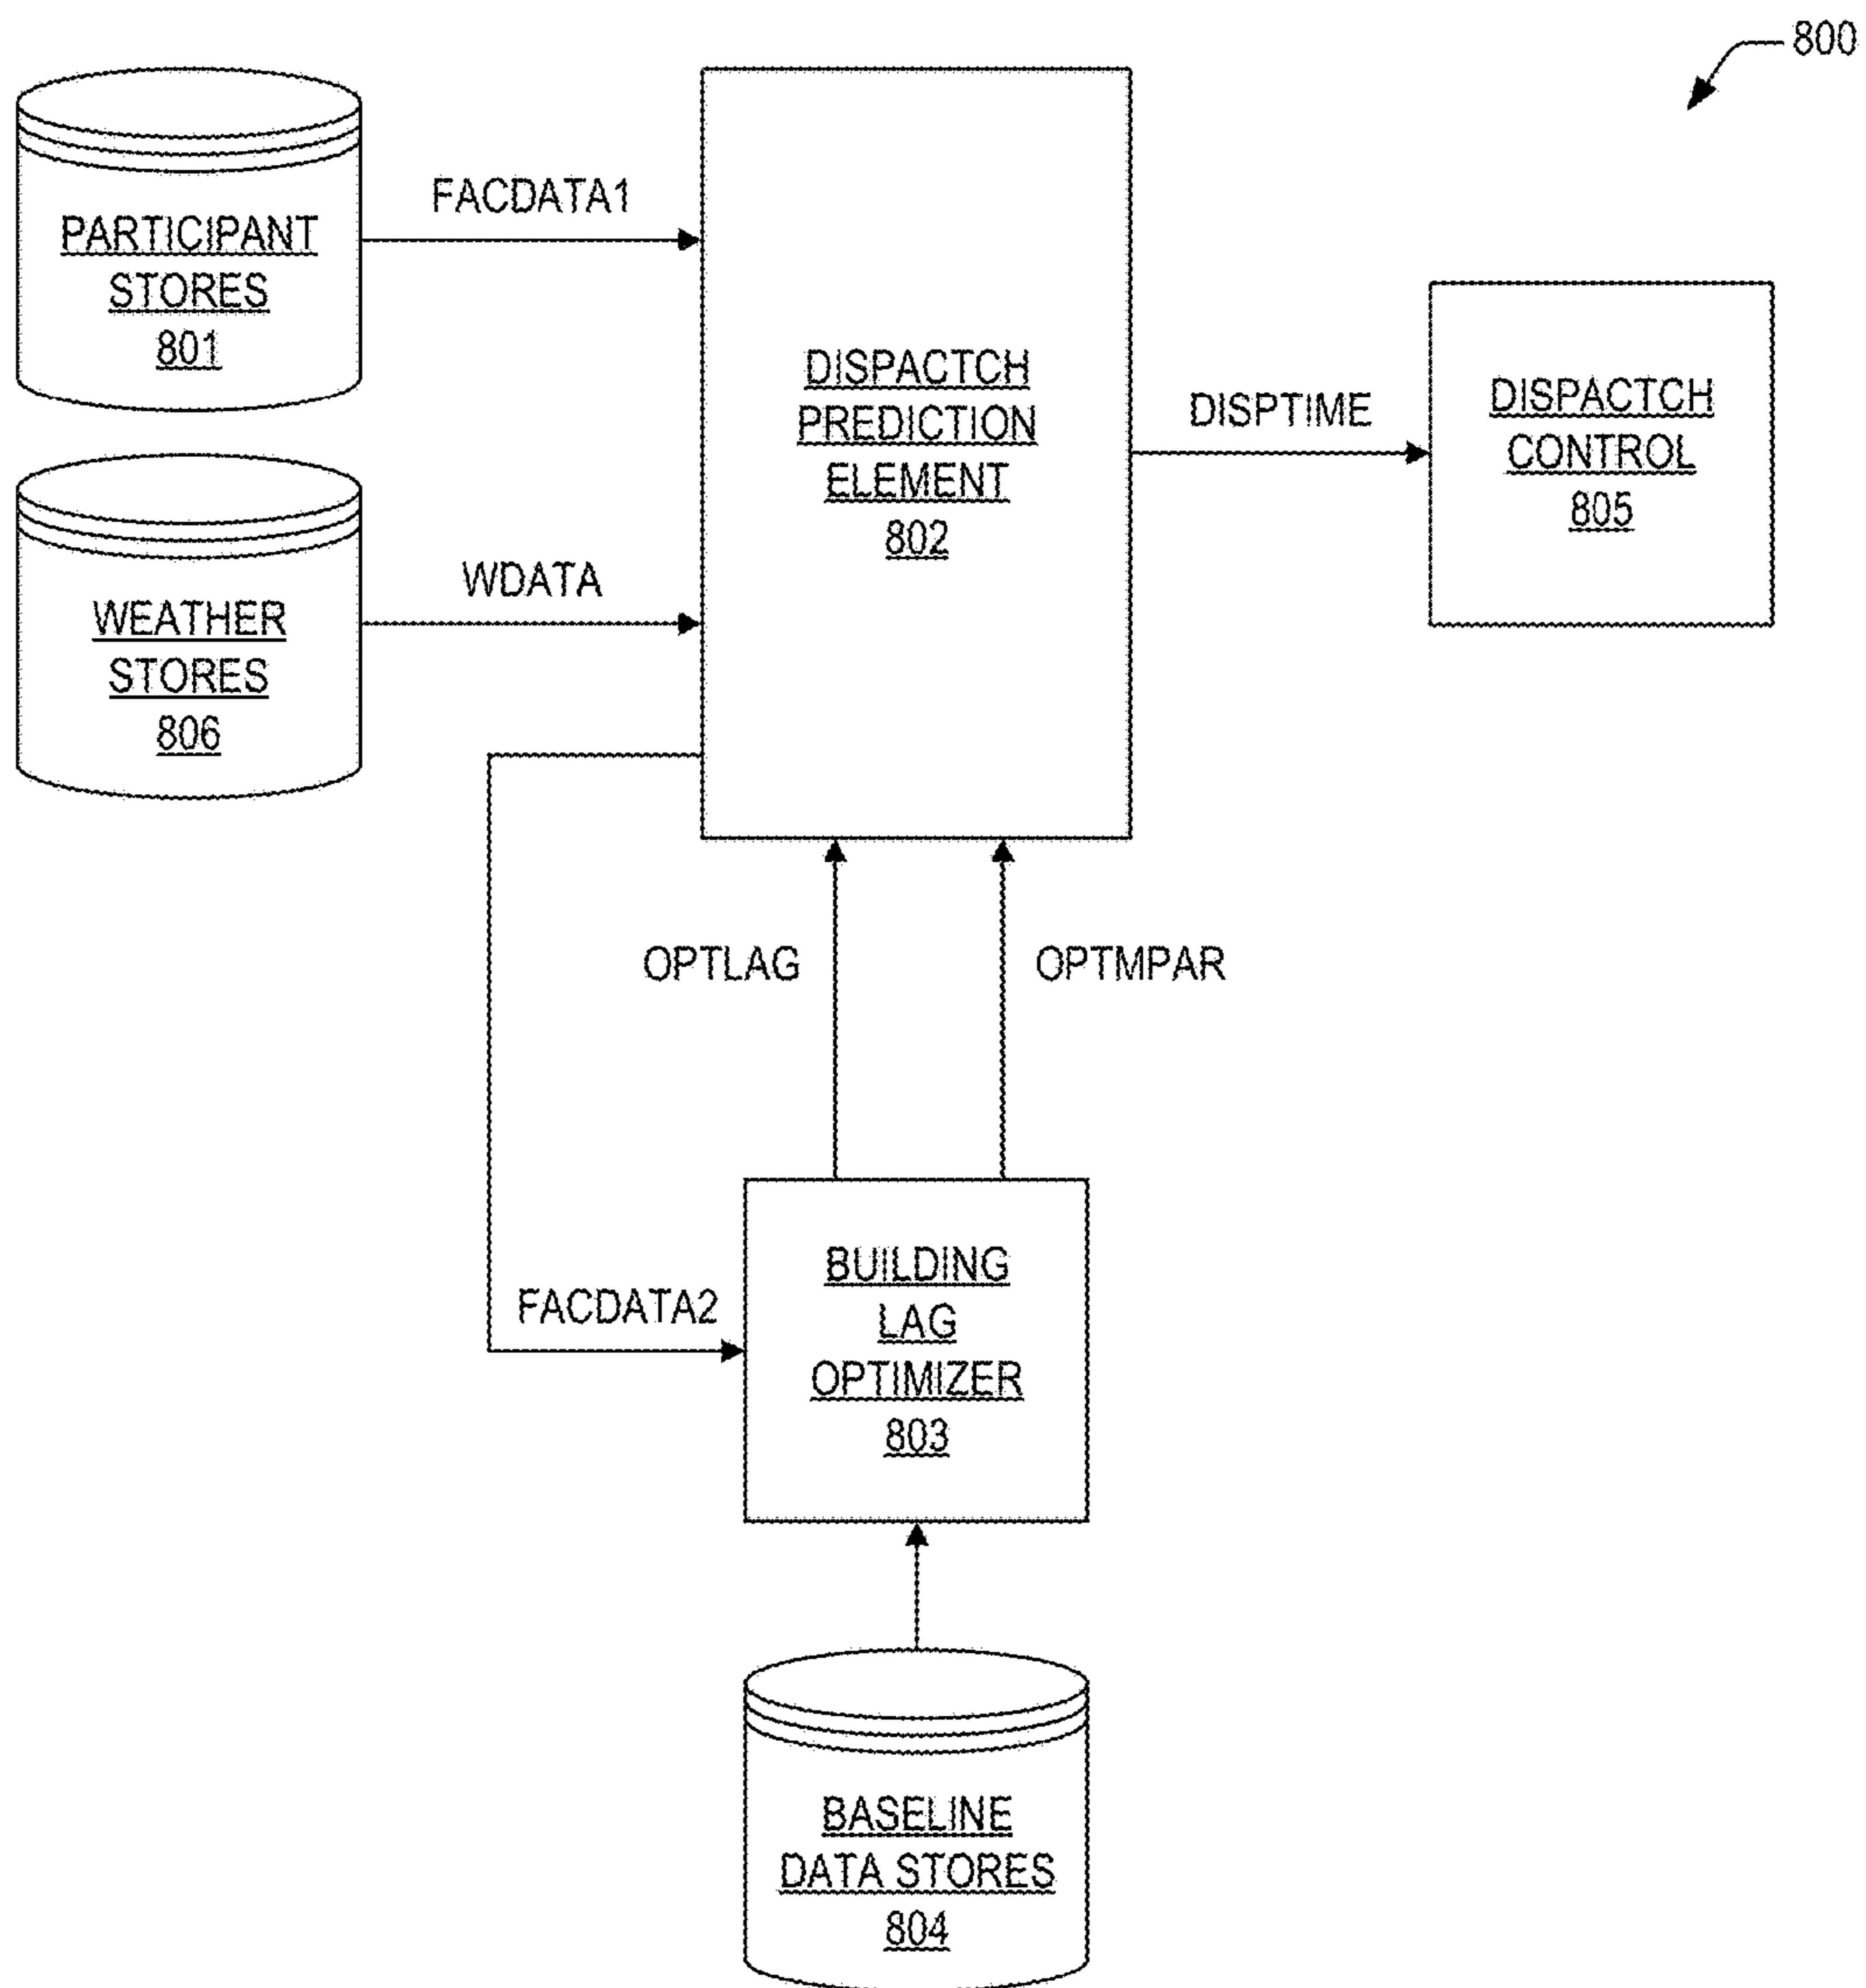 800
PARTICIPANT
STORES
801
FACDATA1
DISPACTCH
PREDICTION
ELEMENT
802
DISPTIME
DISPACTCH
CONTROL
805
WEATHER
STORES
806
WDATA
OPTLAG
OPTMPAR
FACDATA2
BUILDING
LAG
OPTIMIZER
803
BASELINE
DATA STORES
804